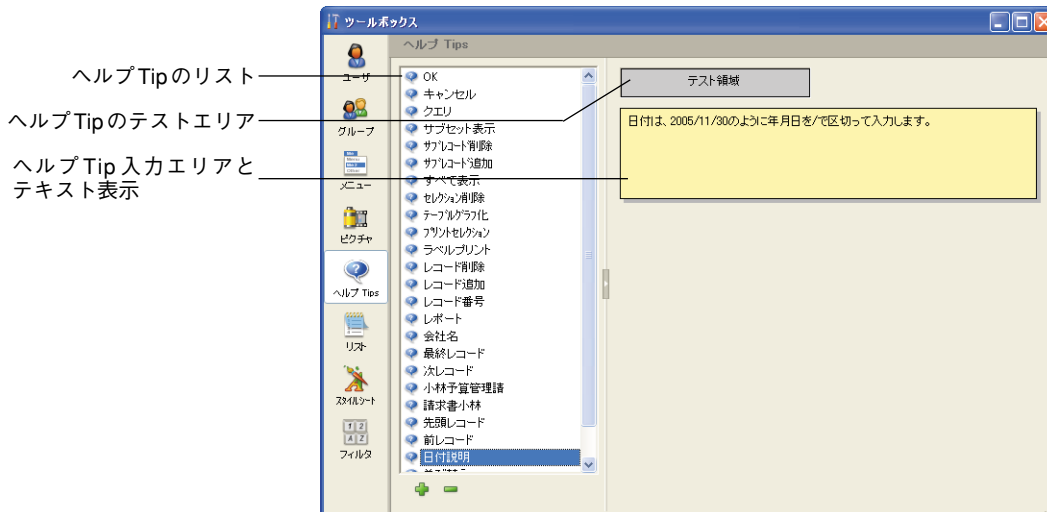 ツールボックス
ヘルプ Tips
ヘルプTipのリスト
ヘルプTipのテストエリア
ヘルプTip入力エリアと
テキスト表示
ユーザ
グループ
メニュー
ピクチャ
ヘルプ Tips
リスト
スタイルシート
フィルタ
OK
キャンセル
クエリ
サブセット表示
サブレコード削除
サブレコード追加
すべて表示
セレクション削除
テーブルグラフ化
プリントセレクション
ラベルプリント
レコード削除
レコード追加
レコード番号
レポート
会社名
最終レコード
次レコード
小林予算管理請
請求書小林
先頭レコード
前レコード
日付説明
テスト領域
日付は、2005/11/30のように年月日を/で区切って入力します。